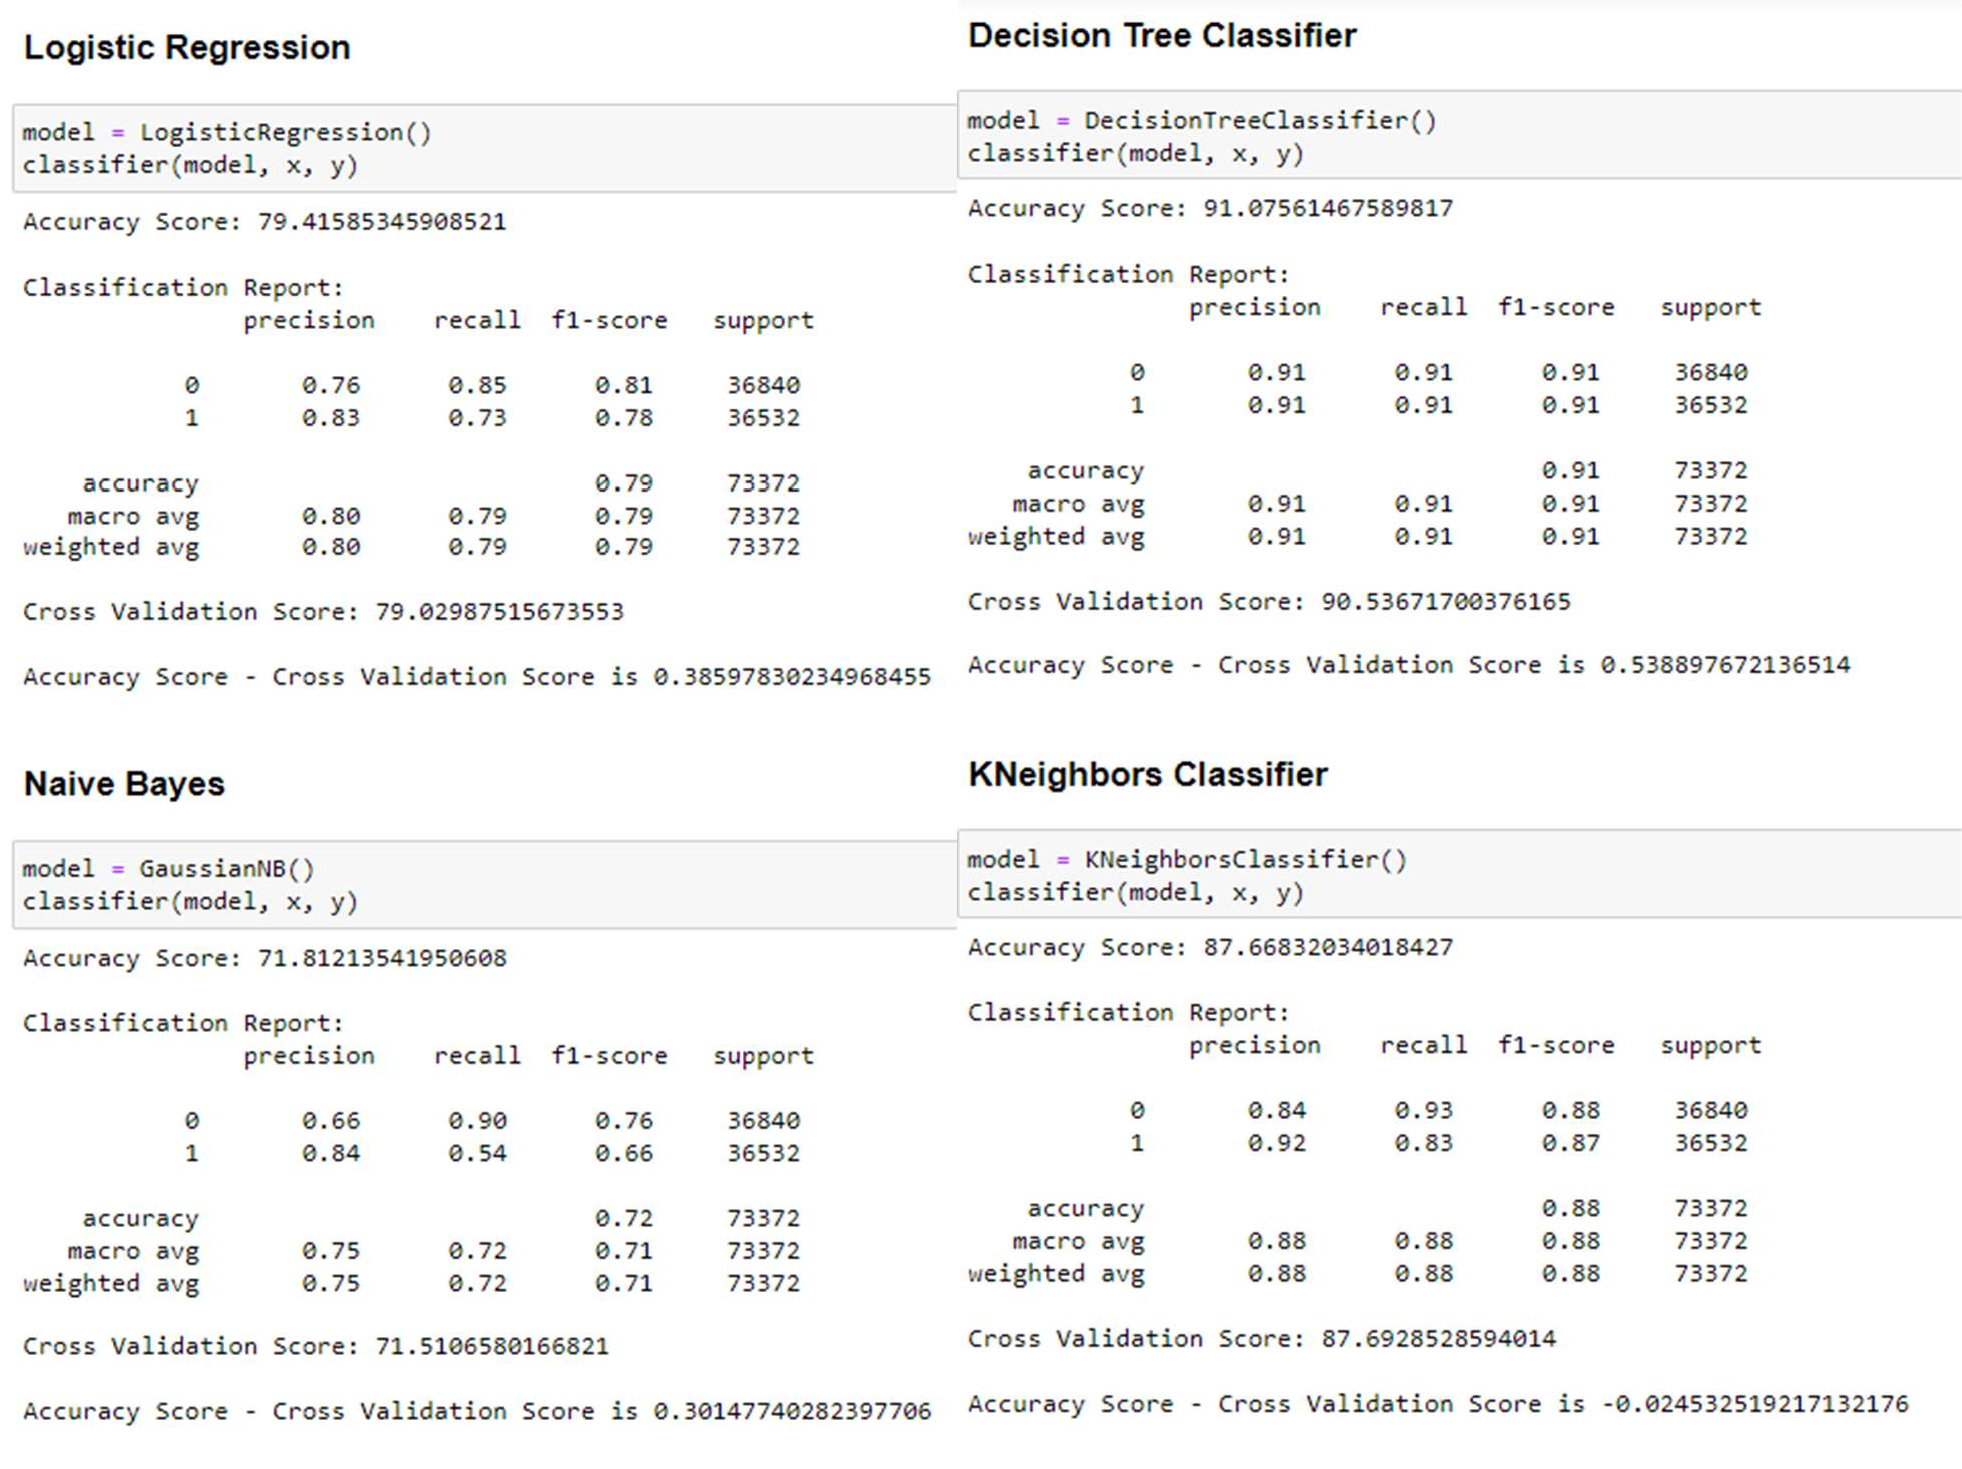 Logistic Regression
model = LogisticRegression()
classifier(model, x, y)
Accuracy Score: 79.41585345908521
Classification Report:
precision recall f1-score support
0 0.76 0.85 0.81 36840
1 0.83 0.73 0.78 36532
accuracy 0.79 73372
macro avg 0.80 0.79 0.79 73372
weighted avg 0.80 0.79 0.79 73372
Cross Validation Score: 79.02987515673553
Accuracy Score - Cross Validation Score is 0.38597830234968455
Decision Tree Classifier
model = DecisionTreeClassifier()
classifier(model, x, y)
Accuracy Score: 91.07561467589817
Classification Report:
precision recall f1-score support
0 0.91 0.91 0.91 36840
1 0.91 0.91 0.91 36532
accuracy 0.91 73372
macro avg 0.91 0.91 0.91 73372
weighted avg 0.91 0.91 0.91 73372
Cross Validation Score: 90.53671700376165
Accuracy Score - Cross Validation Score is 0.538897672136514
Naive Bayes
model = GaussianNB()
classifier(model, x, y)
Accuracy Score: 71.81213541950608
Classification Report:
precision recall f1-score support
0 0.66 0.90 0.76 36840
1 0.84 0.54 0.66 36532
accuracy 0.72 73372
macro avg 0.75 0.72 0.71 73372
weighted avg 0.75 0.72 0.71 73372
Cross Validation Score: 71.5106580166821
Accuracy Score - Cross Validation Score is 0.30147740282397706
KNeighbors Classifier
model = KNeighborsClassifier()
classifier(model, x, y)
Accuracy Score: 87.66832034018427
Classification Report:
precision recall f1-score support
0 0.84 0.93 0.88 36840
1 0.92 0.83 0.87 36532
accuracy 0.88 73372
macro avg 0.88 0.88 0.88 73372
weighted avg 0.88 0.88 0.88 73372
Cross Validation Score: 87.6928528594014
Accuracy Score - Cross Validation Score is -0.024532519217132176